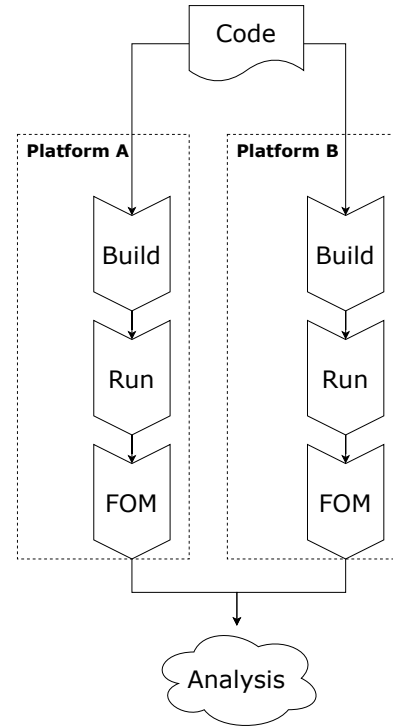 Code
Platform A
Platform B
Build
Build
Run
Run
FOM
FOM
Analysis